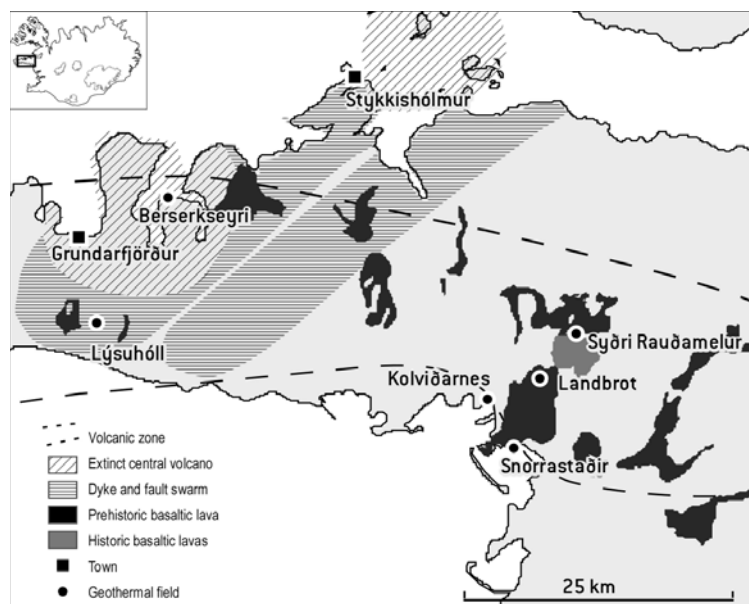 Stykkishólmur
Berserkseyri
Grundarfjörður
Lýsuhóll
Syðri Rauðamelur
Kolviðarnes
Landbrot
Snorrastaðir
Volcanic zone
Extinct central volcano
Dyke and fault swarm
Prehistoric basaltic lava
Historic basaltic lavas
Town
Geothermal field
25 km